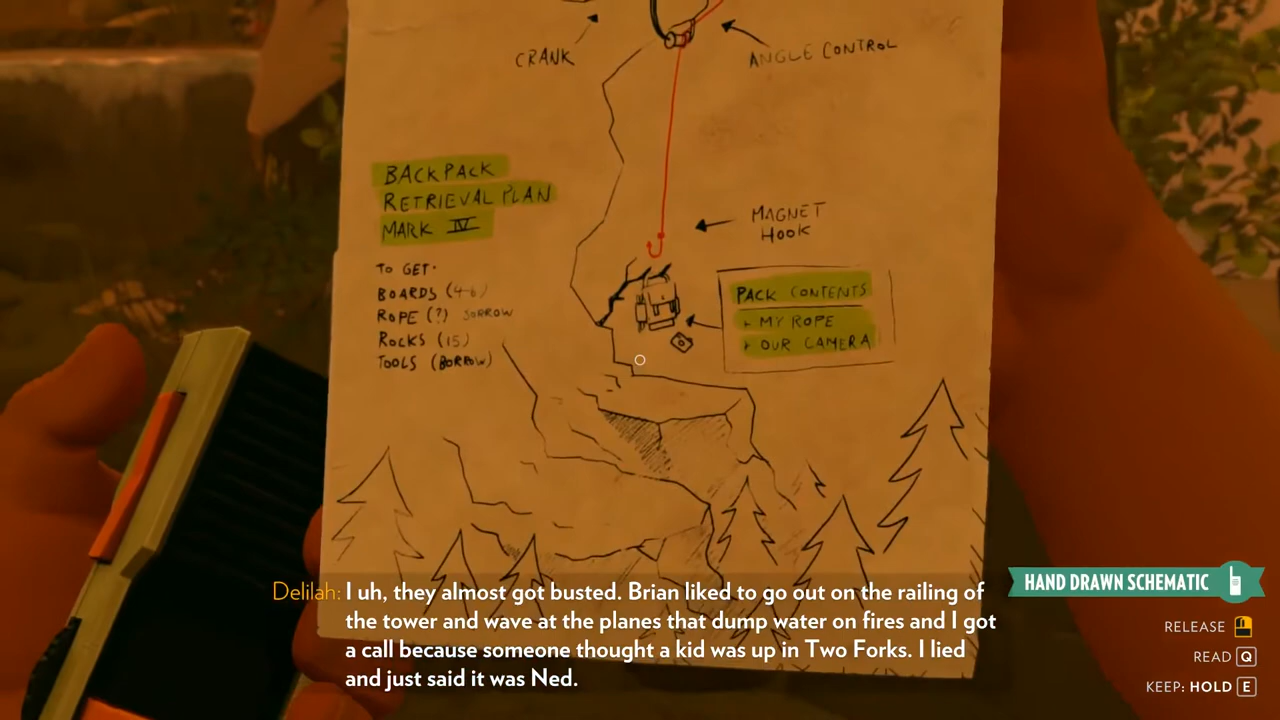 CRANK
ANGLE CONTROL
BACKPACK
RETRIEVAL PLAN
MARK IV
MAGNET
HOOK
TO GET:
BOARDS (4-6)
ROPE (?) BORROW
ROCKS (15)
TOOLS (BORROW)
PACK CONTENTS
+ MY ROPE
+ OUR CAMERA
Delilah: I uh, they almost got busted. Brian liked to go out on the railing of
the tower and wave at the planes that dump water on fires and I got
a call because someone thought a kid was up in Two Forks. I lied
and just said it was Ned.
HAND DRAWN SCHEMATIC
RELEASE
READ Q
KEEP: HOLD E